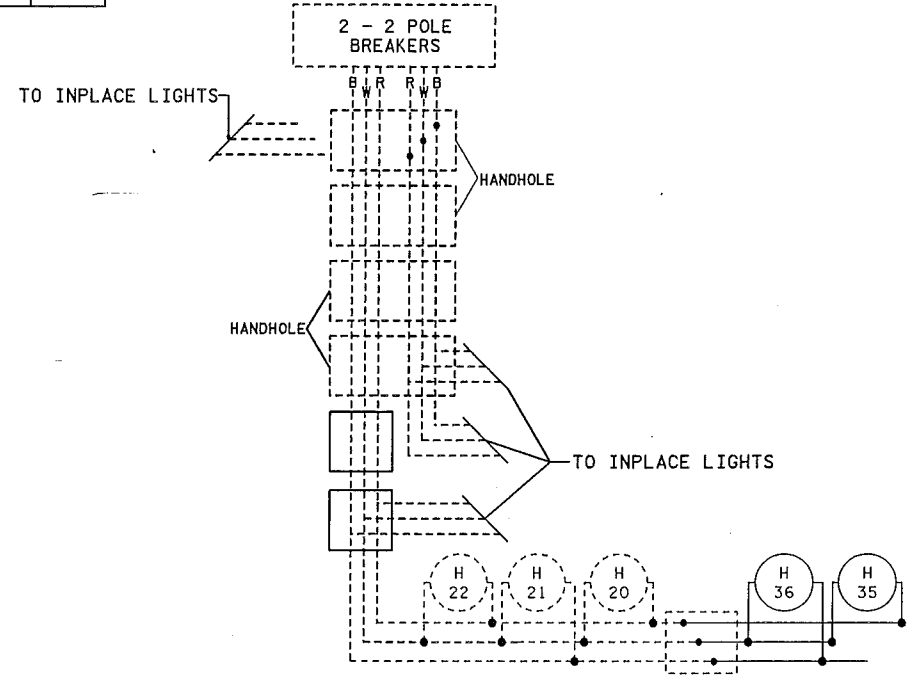 2 - 2 POLE
BREAKERS
B W R R W B
TO INPLACE LIGHTS
HANDHOLE
HANDHOLE
TO INPLACE LIGHTS
H
22
H
21
H
20
H
36
H
35